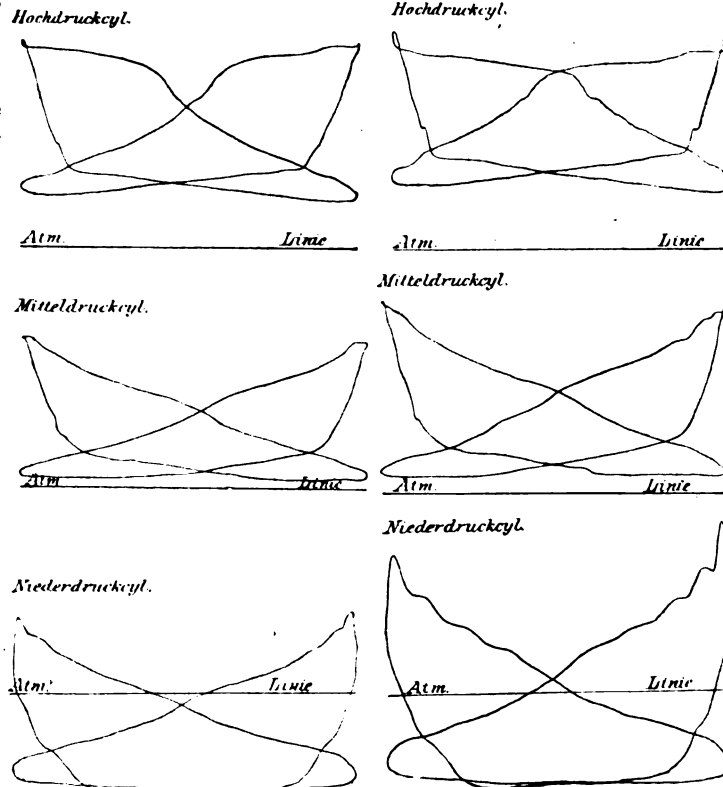 Hochdruckcyl.
Atm. Linie
Mitteldruckcyl.
Atm Linie
Niederdruckcyl.
Atm. Linie
Hochdruckcyl.
Atm. Linie
Mitteldruckcyl.
Atm. Linie
Niederdruckcyl.
Atm. Linie